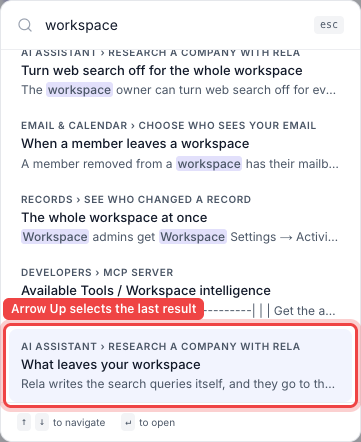 workspace
esc
AI ASSISTANT › RESEARCH A COMPANY WITH RELA
Turn web search off for the whole workspace
The workspace owner can turn web search off for ev...
EMAIL & CALENDAR › CHOOSE WHO SEES YOUR EMAIL
When a member leaves a workspace
A member removed from a workspace has their mailb...
RECORDS › SEE WHO CHANGED A RECORD
The whole workspace at once
Workspace admins get Workspace Settings → Activi...
DEVELOPERS › MCP SERVER
Available Tools / Workspace intelligence
Arrow Up selects the last result
----------| | | Get the a...
AI ASSISTANT › RESEARCH A COMPANY WITH RELA
What leaves your workspace
Rela writes the search queries itself, and they go to th...
↑ ↓ to navigate ↵ to open